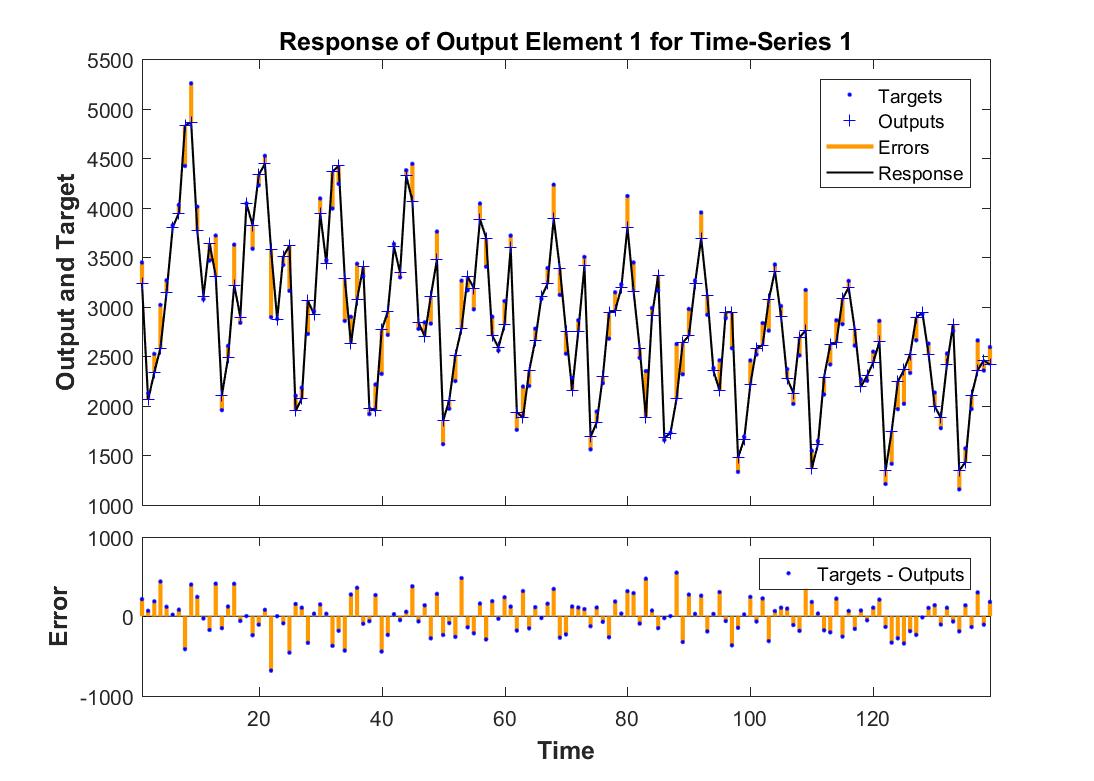 Response of Output Element 1 for Time-Series 1
5500
5000
4500
4000
3500
3000
2500
2000
1500
1000
Output and Target
Targets
Outputs
Errors
Response
1000
0
-1000
Error
Targets - Outputs
20 40 60 80 100 120
Time